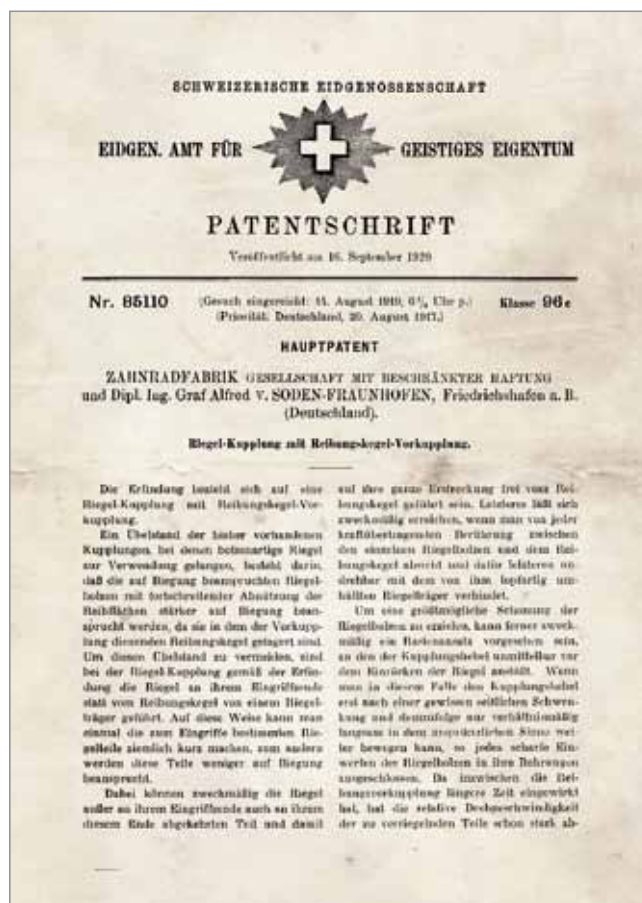 SCHWEIZERISCHE EIDGENOSSENSCHAFT
EIDGEN. AMT FÜR GEISTIGES EIGENTUM
PATENTSCHRIFT
Veröffentlicht am 16. September 1920
Nr. 85110
(Gesuch eingereicht: 14. August 1919, Uhr p.)
(Priorität: Deutschland, 20. August 1917.)
Klasse 96 e
HAUPTPATENT
ZAHNRADFABRIK GESELLSCHAFT MIT BESCHRÄNKTER HAFTUNG
und Dipl. Ing. Graf Alfred v. SODEN-FRAUNHOFEN, Friedrichshafen a. B.
(Deutschland).
Riegel-Kupplung mit Reibungskegel-Vorkupplung.
Die Erfindung bezieht sich auf eine
Riegel-Kupplung mit Reibungskegel-Vor-
kupplung.
Ein Übelstand der bisher vorhandenen
Kupplungen, bei denen bolzenartige Riegel
zur Verwendung gelangen, besteht darin,
daß die auf Biegung beanspruchten Riegel-
bolzen mit fortschreitender Abnützung der
Reibflächen stärker auf Biegung bean-
sprucht werden, da sie in dem der Vorkupp-
lung dienenden Reibungskegel gelagert sind.
Um diesen Übelstand zu vermeiden, sind
bei der Riegel-Kupplung gemäß der Erfin-
dung die Riegel an ihrem Eingriffende
statt vom Reibungskegel von einem Riegel-
träger geführt. Auf diese Weise kann man
einmal die zum Eingriffe bestimmten Rie-
gelteile ziemlich kurz machen, zum andern
werden diese Teile weniger auf Biegung
beansprucht.
Dabei können zweckmäßig die Riegel
außer an ihrem Eingriffende auch an ihrem
diesem Ende abgekehrten Teil und damit
auf ihre ganze Erstreckung frei vom Rei-
bungskegel geführt sein. Letzteres läßt sich
zweckmäßig erreichen, wenn man von jeder
kraftübertragenden Berührung zwischen
den einzelnen Riegelbolzen und dem Rei-
bungskegel absieht und dafür letzteren un-
drehbar mit dem von ihm topfartig um-
hüllten Riegelträger verbindet.
Um eine größtmögliche Schonung der
Riegelbolzen zu erzielen, kann ferner zweck-
mäßig ein Rastenansatz vorgesehen sein,
an den der Kupplungshebel unmittelbar vor
dem Einrücken der Riegel anstößt. Wenn
man in diesem Falle den Kupplungshebel
erst nach einer gewissen seitlichen Schwen-
kung und demzufolge nur verhältnismäßig
langsam in dem ursprünglichen Sinne wei-
ter bewegen kann, so jedes scharfe Ein-
werfen der Riegelbolzen in ihre Bohrungen
ausgeschlossen. Da inzwischen die Rei-
bungsvorkupplung längere Zeit eingewirkt
hat, hat die relative Drehgeschwindigkeit
der zu verriegelnden Teile schon stark ab-